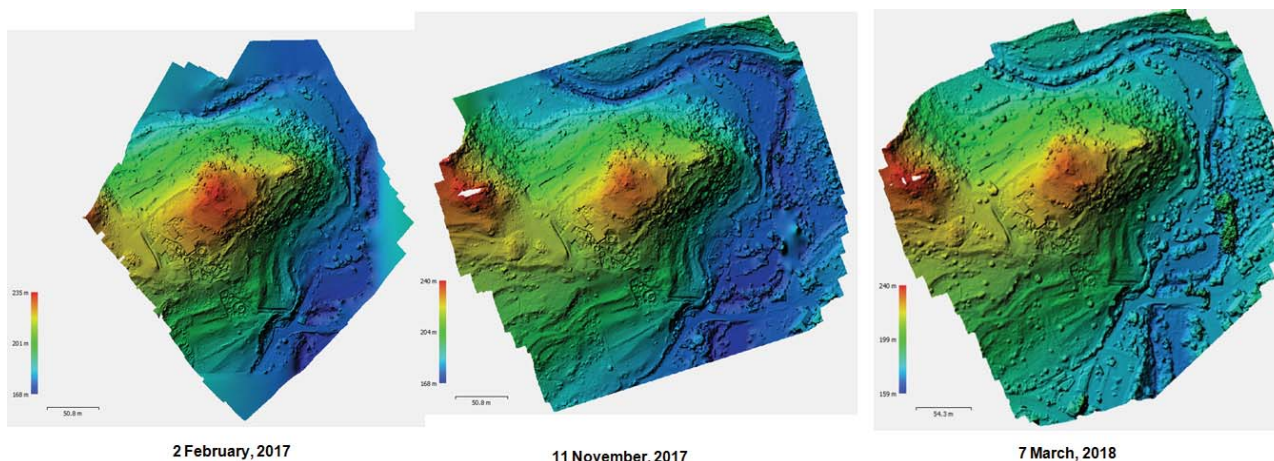 235 m
201 m
168 m
50.8 m
2 February, 2017
240 m
204 m
168 m
50.8 m
11 November, 2017
240 m
199 m
159 m
54.3 m
7 March, 2018